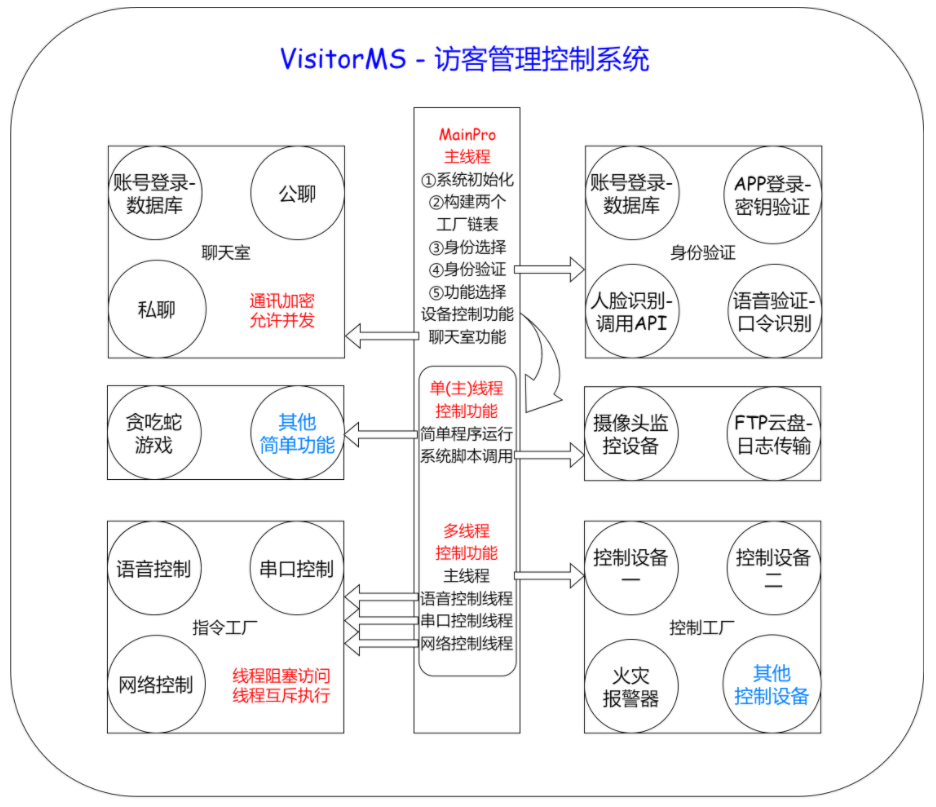 VisitorMS - 访客管理控制系统
账号登录-
数据库
公聊
聊天室
私聊
通讯加密
允许并发
MainPro
主线程
①系统初始化
②构建两个
工厂链表
③身份选择
④身份验证
⑤功能选择
设备控制功能
聊天室功能
账号登录-
数据库
APP登录-
密钥验证
身份验证
人脸识别-
调用API
语音验证-
口令识别
贪吃蛇
游戏
其他
简单功能
单(主)线程
控制功能
简单程序运行
系统脚本调用
摄像头监
控设备
FTP云盘-
日志传输
语音控制
串口控制
指令工厂
网络控制
线程阻塞访问
线程互斥执行
多线程
控制功能
主线程
语音控制线程
串口控制线程
网络控制线程
控制设备
一
控制设备
二
控制工厂
火灾
报警器
其他
控制设备